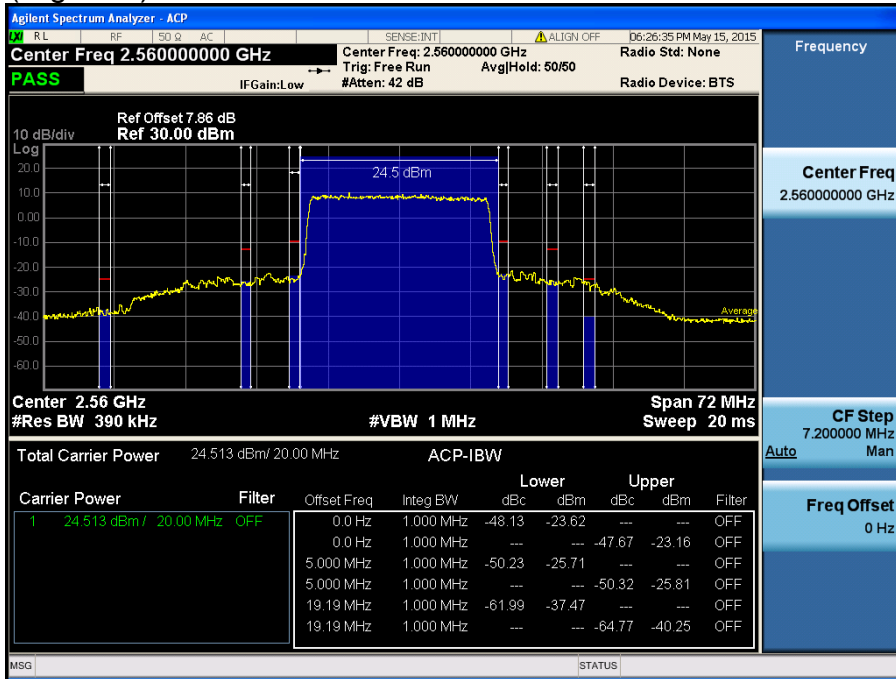 Agilent Spectrum Analyzer - ACP
RL RF 50 Ω AC SENSE:INT ALIGN OFF 06:26:35 PM May 15, 2015
Center Freq 2.560000000 GHz
Center Freq: 2.560000000 GHz
Radio Std: None
Trig: Free Run Avg|Hold: 50/50
PASS
IFGain:Low
#Atten: 42 dB
Radio Device: BTS
Frequency
Ref Offset 7.86 dB
10 dB/div Ref 30.00 dBm
Log
20.0
10.0
0.00
-10.0
-20.0
-30.0
-40.0
-50.0
-60.0
24.5 dBm
Average
Center Freq
2.560000000 GHz
Center 2.56 GHz Span 72 MHz
#Res BW 390 kHz #VBW 1 MHz Sweep 20 ms
CF Step
7.200000 MHz
Auto Man
Total Carrier Power 24.513 dBm/ 20.00 MHz ACP-IBW
Lower Upper
Carrier Power Filter Offset Freq Integ BW dBc dBm dBc dBm Filter
1 24.513 dBm / 20.00 MHz OFF 0.0 Hz 1.000 MHz -48.13 -23.62 --- --- OFF
0.0 Hz 1.000 MHz --- --- -47.67 -23.16 OFF
5.000 MHz 1.000 MHz -50.23 -25.71 --- --- OFF
5.000 MHz 1.000 MHz --- --- -50.32 -25.81 OFF
19.19 MHz 1.000 MHz -61.99 -37.47 --- --- OFF
19.19 MHz 1.000 MHz --- --- -64.77 -40.25 OFF
Freq Offset
0 Hz
MSG STATUS